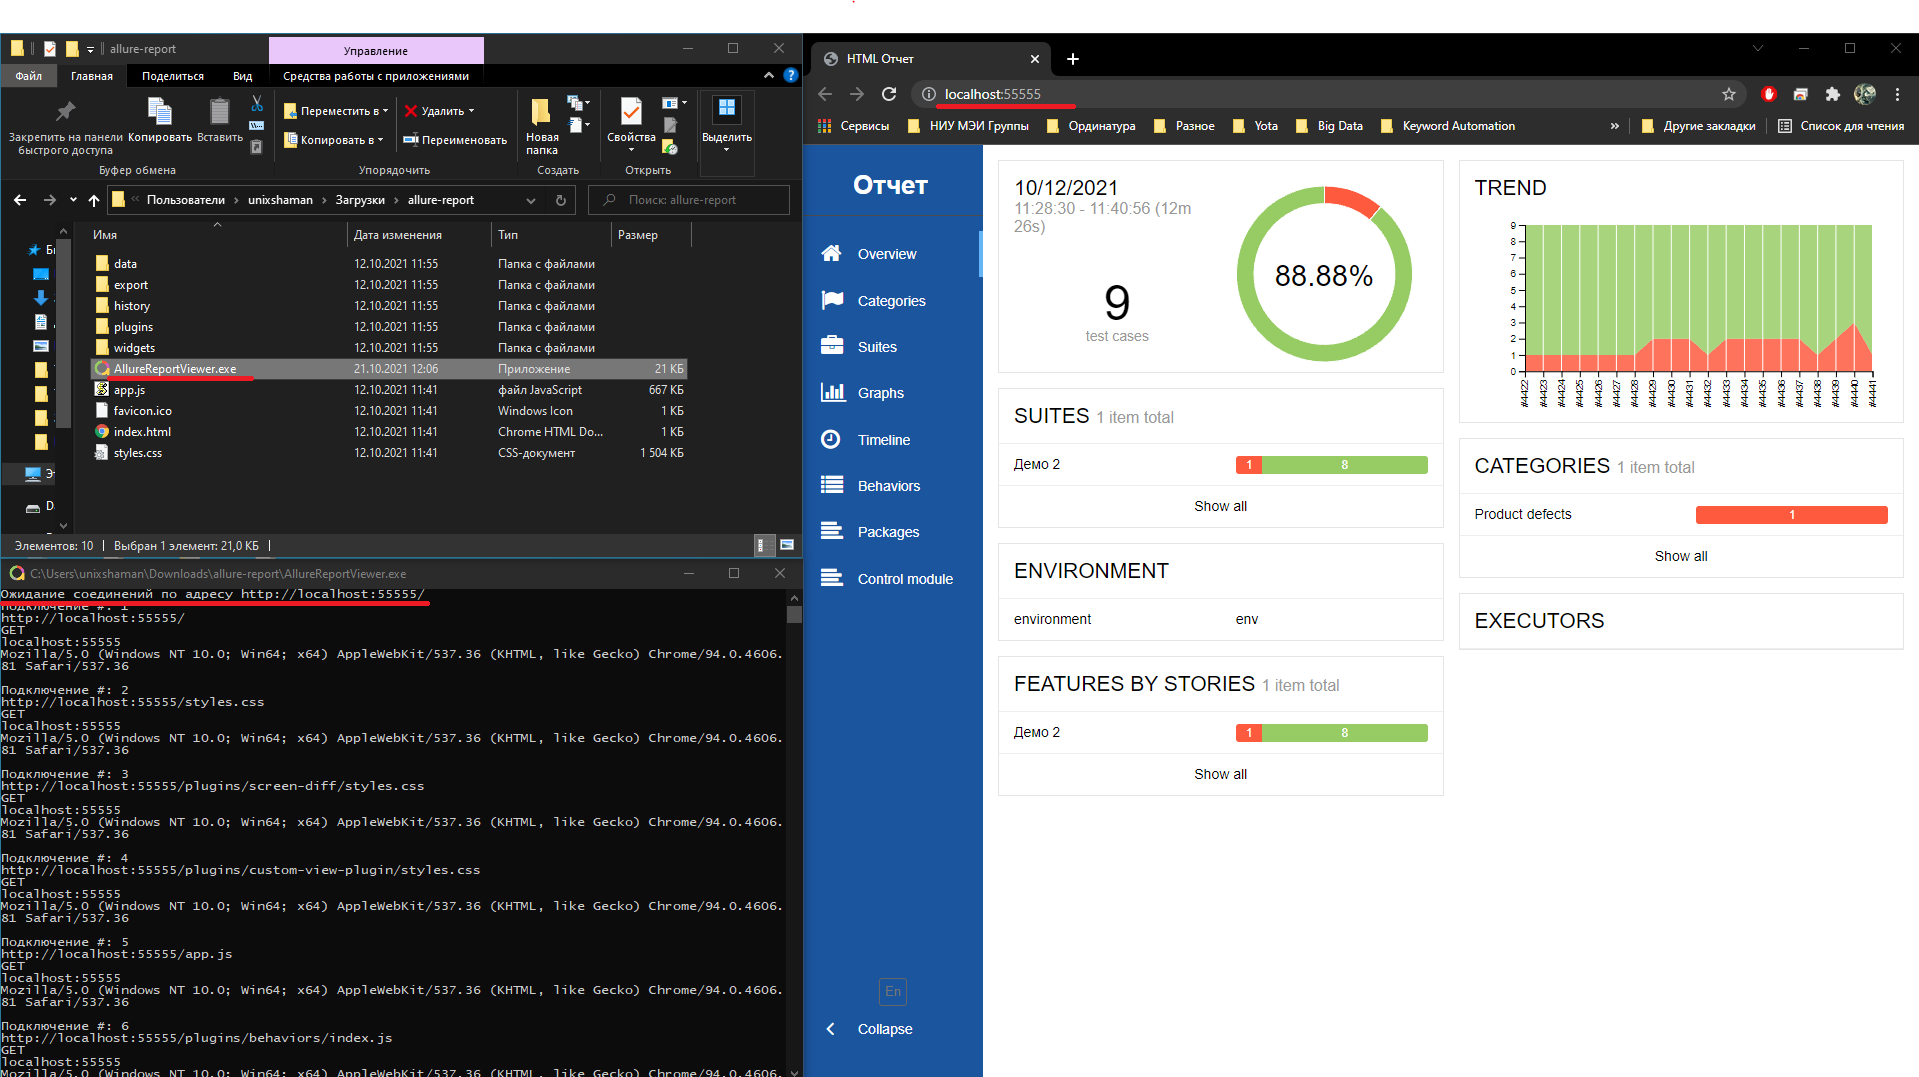 allure-report
Управление
Файл
Главная
Поделиться
Вид
Средства работы с приложениями
Закрепить на панели
быстрого доступа
Копировать
Вставить
Переместить в
Копировать в
Удалить
Переименовать
Новая
папка
Свойства
Выделить
Буфер обмена
Упорядочить
Создать
Открыть
« Пользователи › unixshaman › Загрузки › allure-report
Поиск: allure-report
Имя Дата изменения Тип Размер
data 12.10.2021 11:55 Папка с файлами
export 12.10.2021 11:55 Папка с файлами
history 12.10.2021 11:55 Папка с файлами
plugins 12.10.2021 11:55 Папка с файлами
widgets 12.10.2021 11:55 Папка с файлами
AllureReportViewer.exe 21.10.2021 12:06 Приложение 21 КБ
app.js 12.10.2021 11:41 файл JavaScript 667 КБ
favicon.ico 12.10.2021 11:41 Windows Icon 1 КБ
index.html 12.10.2021 11:41 Chrome HTML Do... 1 КБ
styles.css 12.10.2021 11:41 CSS-документ 1 504 КБ
Элементов: 10 | Выбран 1 элемент: 21,0 КБ |
C:\Users\unixshaman\Downloads\allure-report\AllureReportViewer.exe
Ожидание соединений по адресу http://localhost:55555/
Подключение #: 1
http://localhost:55555/
GET
localhost:55555
Mozilla/5.0 (Windows NT 10.0; Win64; x64) AppleWebKit/537.36 (KHTML, like Gecko) Chrome/94.0.4606.
81 Safari/537.36
Подключение #: 2
http://localhost:55555/styles.css
GET
localhost:55555
Mozilla/5.0 (Windows NT 10.0; Win64; x64) AppleWebKit/537.36 (KHTML, like Gecko) Chrome/94.0.4606.
81 Safari/537.36
Подключение #: 3
http://localhost:55555/plugins/screen-diff/styles.css
GET
localhost:55555
Mozilla/5.0 (Windows NT 10.0; Win64; x64) AppleWebKit/537.36 (KHTML, like Gecko) Chrome/94.0.4606.
81 Safari/537.36
Подключение #: 4
http://localhost:55555/plugins/custom-view-plugin/styles.css
GET
localhost:55555
Mozilla/5.0 (Windows NT 10.0; Win64; x64) AppleWebKit/537.36 (KHTML, like Gecko) Chrome/94.0.4606.
81 Safari/537.36
Подключение #: 5
http://localhost:55555/app.js
GET
localhost:55555
Mozilla/5.0 (Windows NT 10.0; Win64; x64) AppleWebKit/537.36 (KHTML, like Gecko) Chrome/94.0.4606.
81 Safari/537.36
Подключение #: 6
http://localhost:55555/plugins/behaviors/index.js
GET
localhost:55555
Mozilla/5.0 (Windows NT 10.0; Win64; x64) AppleWebKit/537.36 (KHTML, like Gecko) Chrome/94.0.4606.
HTML Отчет
localhost:55555
Сервисы
НИУ МЭИ Группы
Ординатура
Разное
Yota
Big Data
Keyword Automation
»
Другие закладки
Список для чтения
Отчет
Overview
Categories
Suites
Graphs
Timeline
Behaviors
Packages
Control module
En
Collapse
10/12/2021
11:28:30 - 11:40:56 (12m
26s)
9
test cases
88.88%
SUITES 1 item total
Демо 2 1 8
Show all
ENVIRONMENT
environment env
FEATURES BY STORIES 1 item total
Демо 2 1 8
Show all
TREND
9
8
7
6
5
4
3
2
1
0
#4422
#4423
#4424
#4425
#4426
#4427
#4428
#4429
#4430
#4431
#4432
#4433
#4434
#4435
#4436
#4437
#4438
#4439
#4440
#4441
CATEGORIES 1 item total
Product defects 1
Show all
EXECUTORS